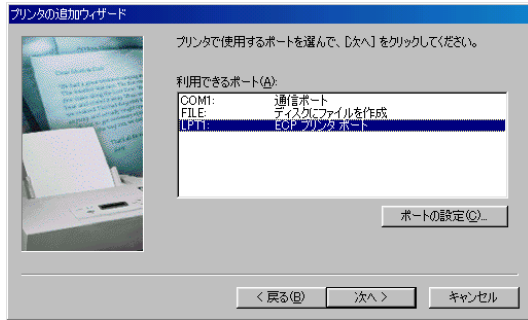 プリンタの追加ウィザード
プリンタで使用するポートを選んで、[次へ] をクリックしてください。
利用できるポート(A):
COM1: 通信ポート
FILE: ディスクにファイルを作成
LPT1: ECP プリンタ ポート
ポートの設定(C)...
< 戻る(B)
次へ >
キャンセル